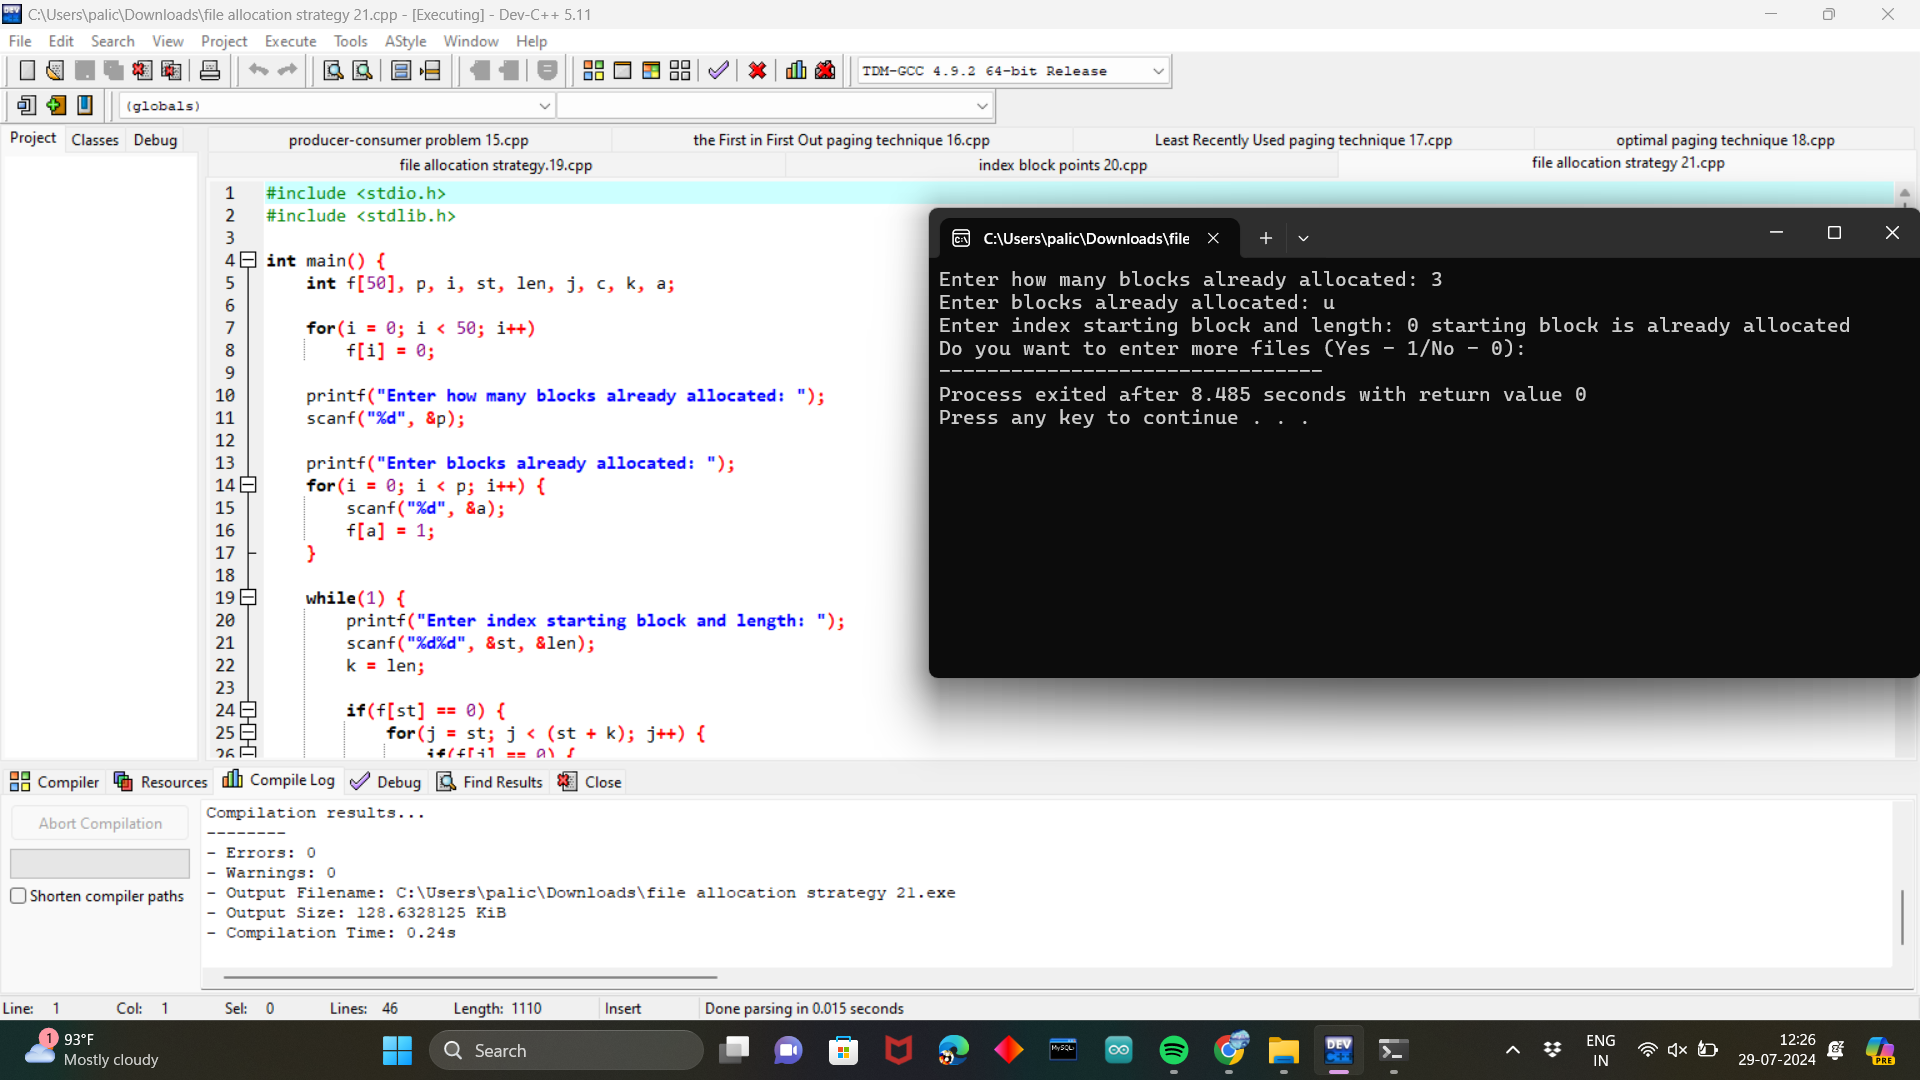 C:\Users\palic\Downloads\file allocation strategy 21.cpp - [Executing] - Dev-C++ 5.11
File Edit Search View Project Execute Tools AStyle Window Help
TDM-GCC 4.9.2 64-bit Release
(globals)
Project Classes Debug
producer-consumer problem 15.cpp the First in First Out paging technique 16.cpp Least Recently Used paging technique 17.cpp optimal paging technique 18.cpp
file allocation strategy.19.cpp index block points 20.cpp file allocation strategy 21.cpp
1 #include <stdio.h>
2 #include <stdlib.h>
3
4 int main() {
5 int f[50], p, i, st, len, j, c, k, a;
6
7 for(i = 0; i < 50; i++)
8 f[i] = 0;
9
10 printf("Enter how many blocks already allocated: ");
11 scanf("%d", &p);
12
13 printf("Enter blocks already allocated: ");
14 for(i = 0; i < p; i++) {
15 scanf("%d", &a);
16 f[a] = 1;
17 }
18
19 while(1) {
20 printf("Enter index starting block and length: ");
21 scanf("%d%d", &st, &len);
22 k = len;
23
24 if(f[st] == 0) {
25 for(j = st; j < (st + k); j++) {
26 if(f[j] == 0) {
C:\Users\palic\Downloads\file
Enter how many blocks already allocated: 3
Enter blocks already allocated: u
Enter index starting block and length: 0 starting block is already allocated
Do you want to enter more files (Yes - 1/No - 0):
--------------------------------
Process exited after 8.485 seconds with return value 0
Press any key to continue . . .
Compiler Resources Compile Log Debug Find Results Close
Abort Compilation
Shorten compiler paths
Compilation results...
--------
- Errors: 0
- Warnings: 0
- Output Filename: C:\Users\palic\Downloads\file allocation strategy 21.exe
- Output Size: 128.6328125 KiB
- Compilation Time: 0.24s
Line: 1 Col: 1 Sel: 0 Lines: 46 Length: 1110 Insert Done parsing in 0.015 seconds
1
93°F
Mostly cloudy
Search
MySQL
DEV
C++
ENG
IN
12:26
29-07-2024
PRE